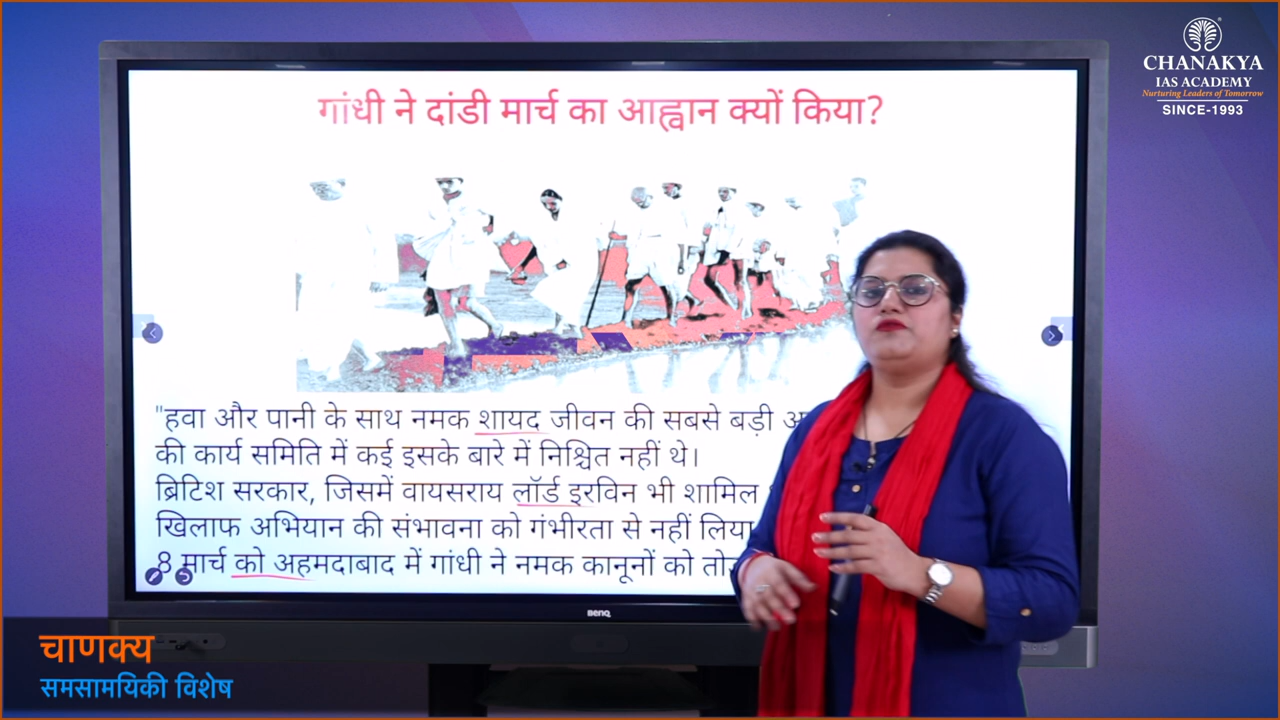 CHANAKYA
IAS ACADEMY
Nurturing Leaders of Tomorrow
SINCE-1993
गांधी ने दांडी मार्च का आह्वान क्यों किया?
"हवा और पानी के साथ नमक शायद जीवन की सबसे बड़ी
की कार्य समिति में कई इसके बारे में निश्चित नहीं थे।
ब्रिटिश सरकार, जिसमें वायसराय लॉर्ड इरविन भी शामिल
खिलाफ अभियान की संभावना को गंभीरता से नहीं लिया
8 मार्च को अहमदाबाद में गांधी ने नमक कानूनों को
BenQ
चाणक्य
समसामयिकी विशेष